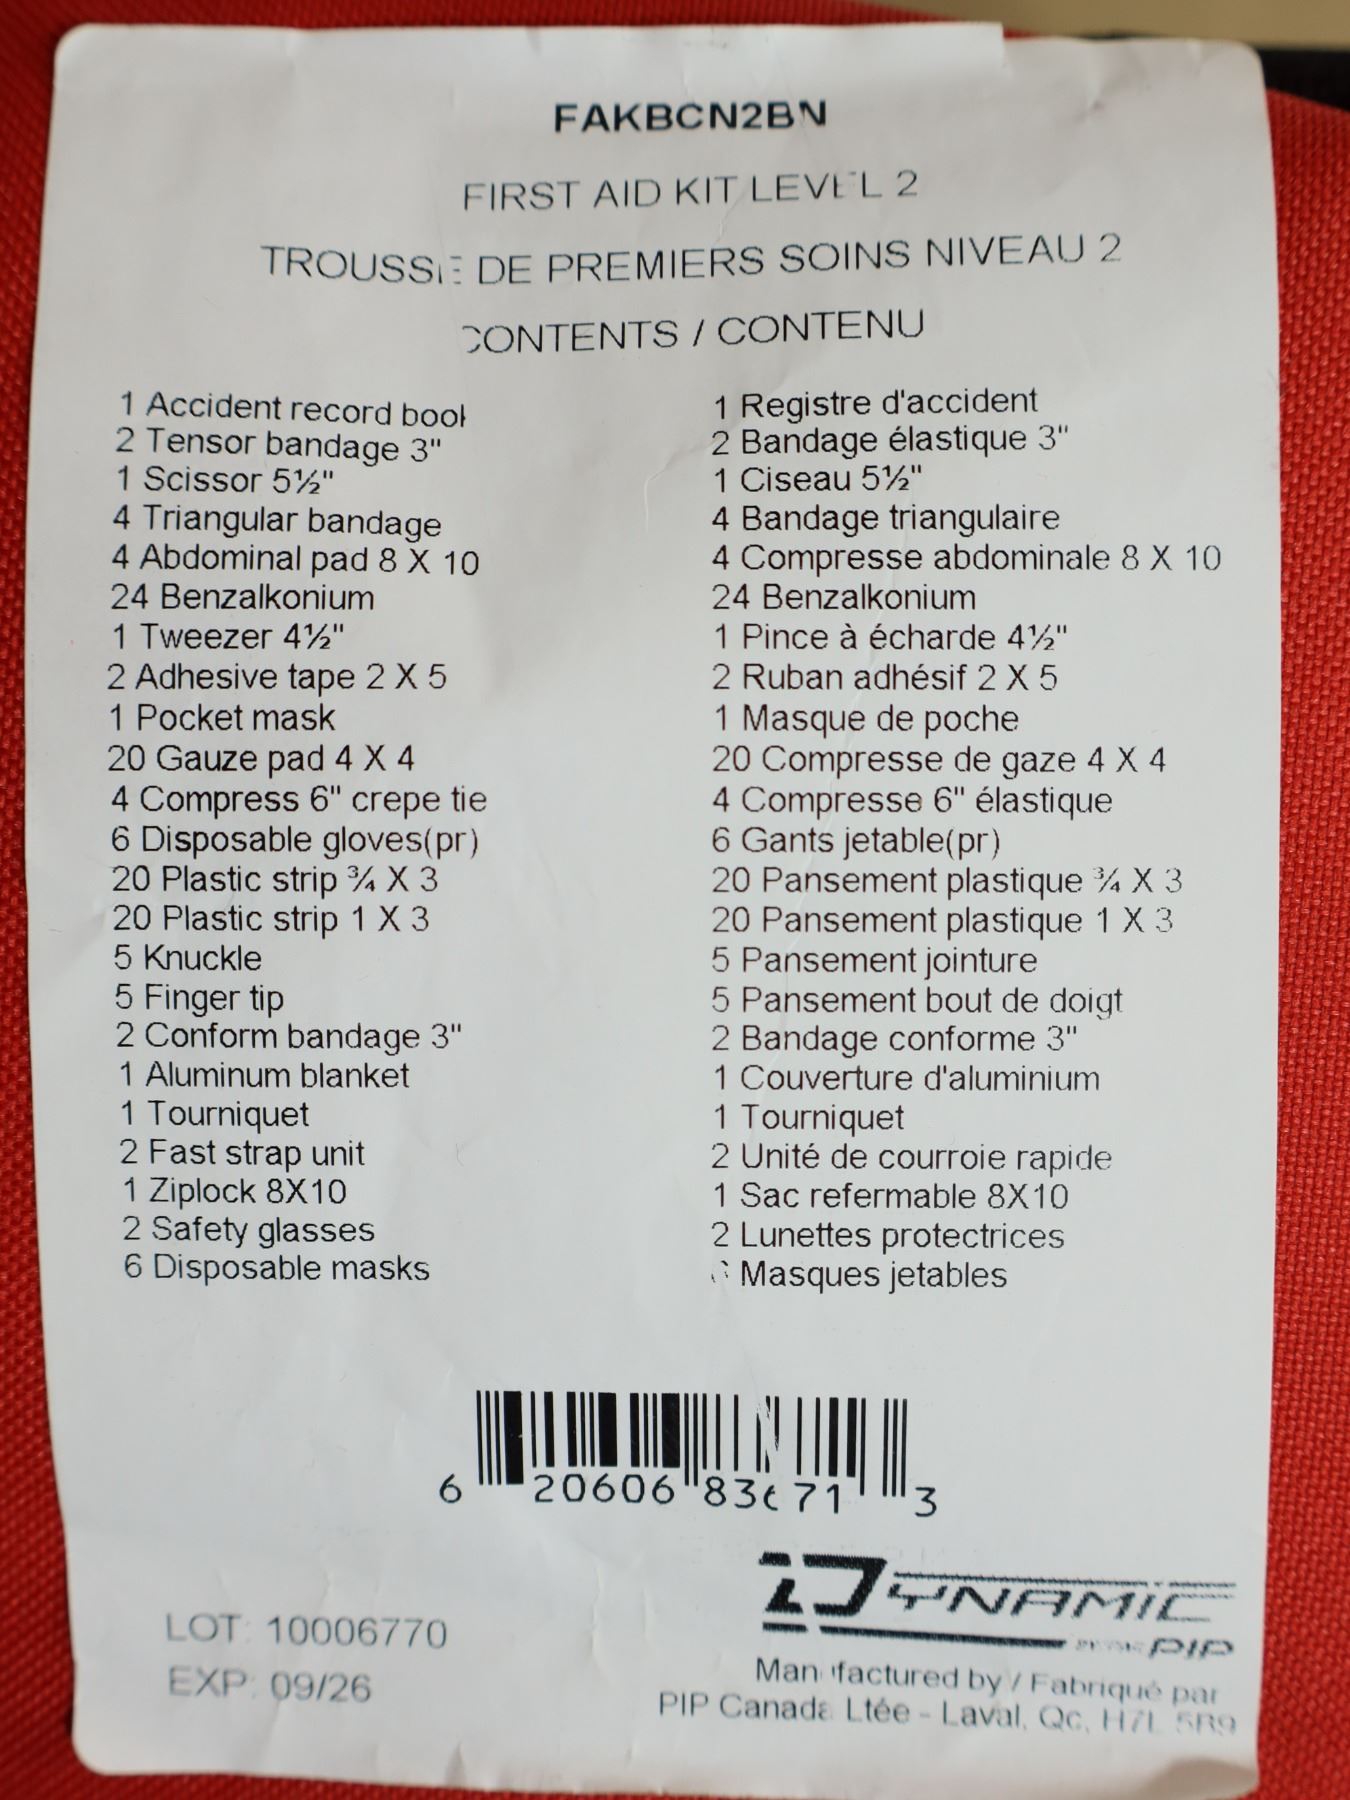 FAKBCN2BN
FIRST AID KIT LEVEL 2
TROUSSE DE PREMIERS SOINS NIVEAU 2
CONTENTS / CONTENU
1 Accident record book
2 Tensor bandage 3"
1 Scissor 5½"
4 Triangular bandage
4 Abdominal pad 8 X 10
24 Benzalkonium
1 Tweezer 4½"
2 Adhesive tape 2 X 5
1 Pocket mask
20 Gauze pad 4 X 4
4 Compress 6" crepe tie
6 Disposable gloves(pr)
20 Plastic strip ¾ X 3
20 Plastic strip 1 X 3
5 Knuckle
5 Finger tip
2 Conform bandage 3"
1 Aluminum blanket
1 Tourniquet
2 Fast strap unit
1 Ziplock 8X10
2 Safety glasses
6 Disposable masks
1 Registre d'accident
2 Bandage élastique 3"
1 Ciseau 5½"
4 Bandage triangulaire
4 Compresse abdominale 8 X 10
24 Benzalkonium
1 Pince à écharde 4½"
2 Ruban adhésif 2 X 5
1 Masque de poche
20 Compresse de gaze 4 X 4
4 Compresse 6" élastique
6 Gants jetable(pr)
20 Pansement plastique ¾ X 3
20 Pansement plastique 1 X 3
5 Pansement jointure
5 Pansement bout de doigt
2 Bandage conforme 3"
1 Couverture d'aluminium
1 Tourniquet
2 Unité de courroie rapide
1 Sac refermable 8X10
2 Lunettes protectrices
6 Masques jetables
6 20606 83671 3
DYNAMIC
PIP
LOT: 10006770
EXP: 09/26
Manufactured by / Fabriqué par
PIP Canada Ltée - Laval, Qc, H7L 5R9